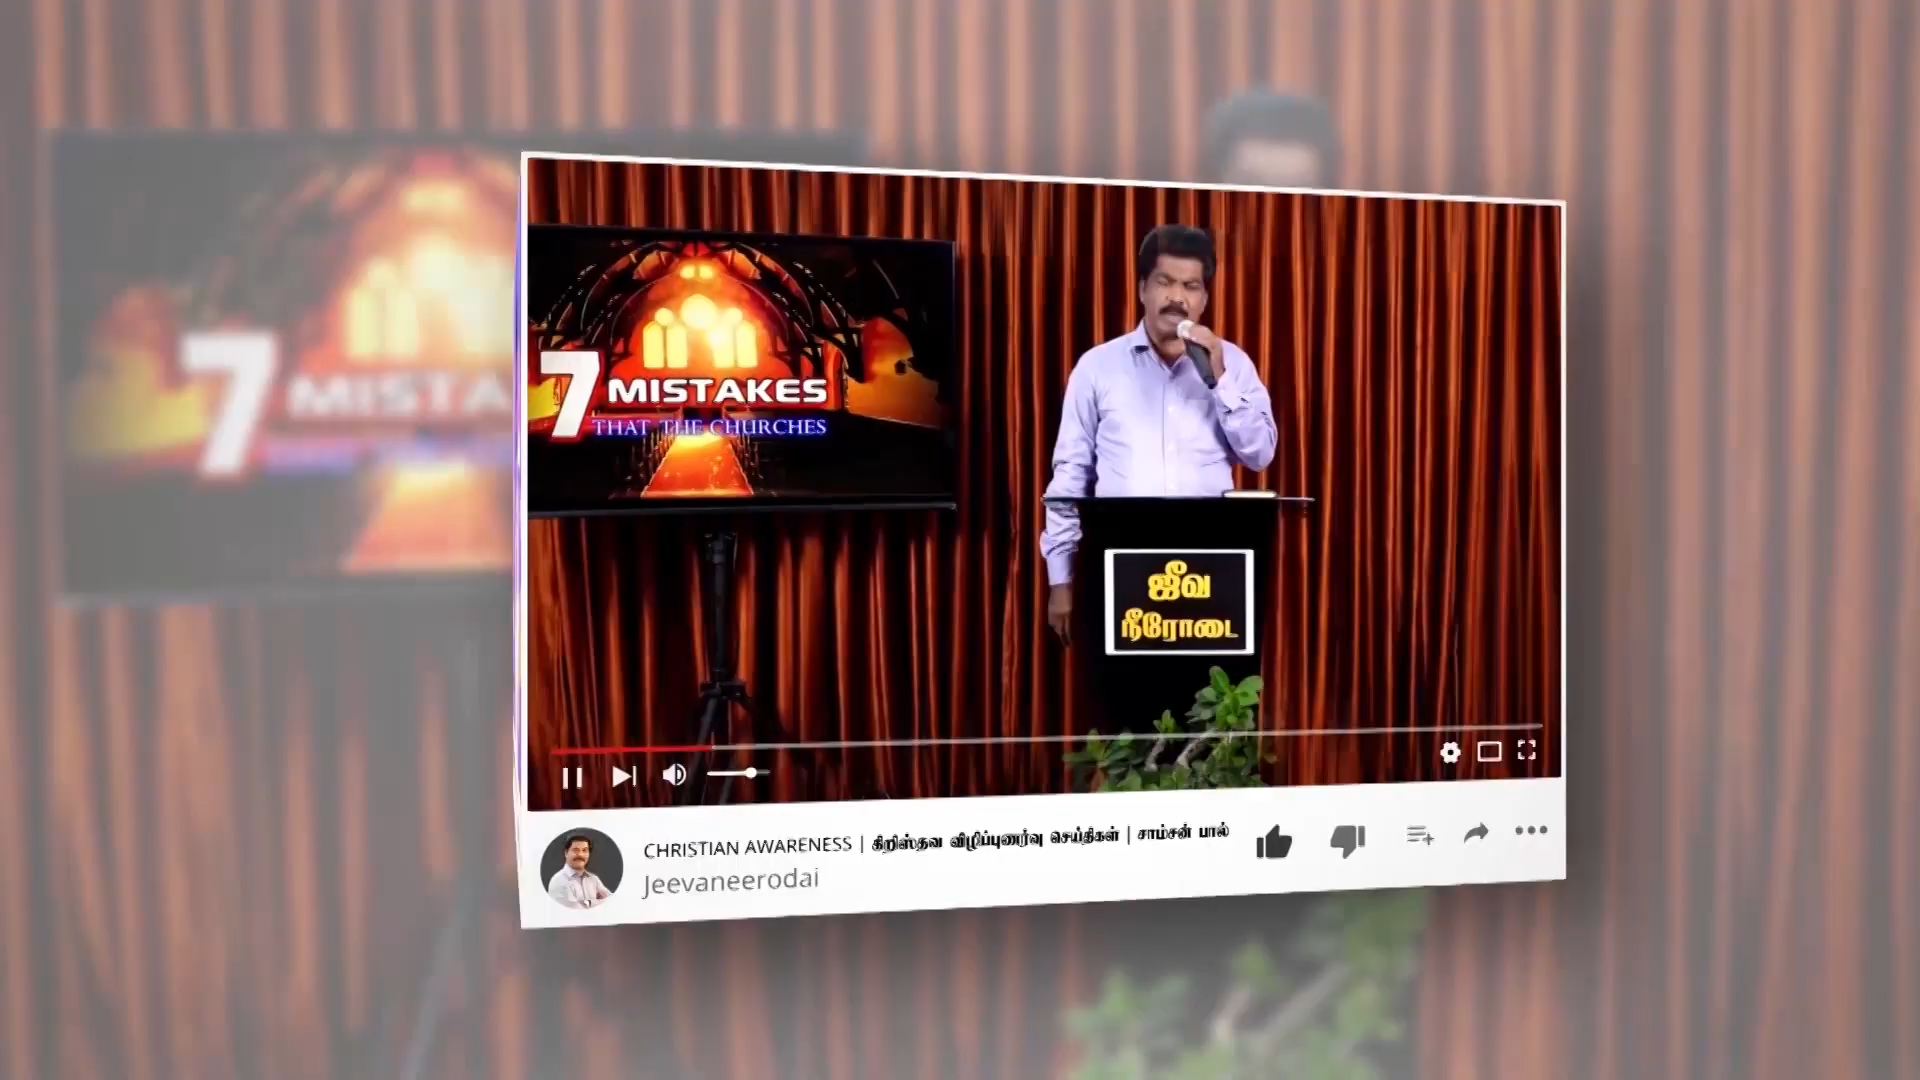 7 MISTAKES
THAT THE CHURCHES
ஜீவ
நீரோடை
CHRISTIAN AWARENESS | கிறிஸ்தவ விழிப்புணர்வு செய்திகள் | சாம்சன் பால்
Jeevaneerodai